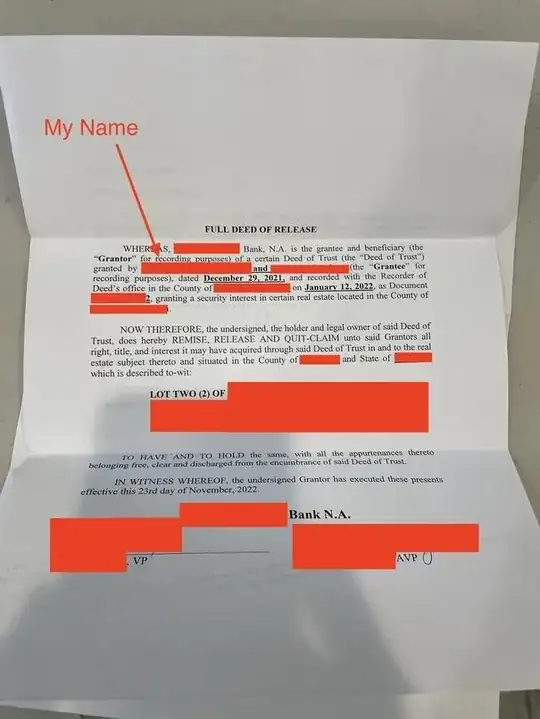 My Name
FULL DEED OF RELEASE
WHEREAS, Bank, N.A. is the grantee and beneficiary (the
"Grantor" for recording purposes) of a certain Deed of Trust (the "Deed of Trust")
granted by and (the "Grantee" for
recording purposes), dated December 29, 2021, and recorded with the Recorder of
Deed's office in the County of on January 12, 2022, as Document
2, granting a security interest in certain real estate located in the County of
.
NOW THEREFORE, the undersigned, the holder and legal owner of said Deed of
Trust, does hereby REMISE, RELEASE AND QUIT-CLAIM unto said Grantors all
right, title, and interest it may have acquired through said Deed of Trust in and to the real
estate subject thereto and situated in the County of and State of
which is described to-wit:
LOT TWO (2) OF
TO HAVE AND TO HOLD the same, with all the appurtenances thereto
belonging free, clear and discharged from the encumbrance of said Deed of Trust.
IN WITNESS WHEREOF, the undersigned Grantor has executed these presents
effective this 23rd day of November, 2022.
Bank N.A.
, VP
AVP